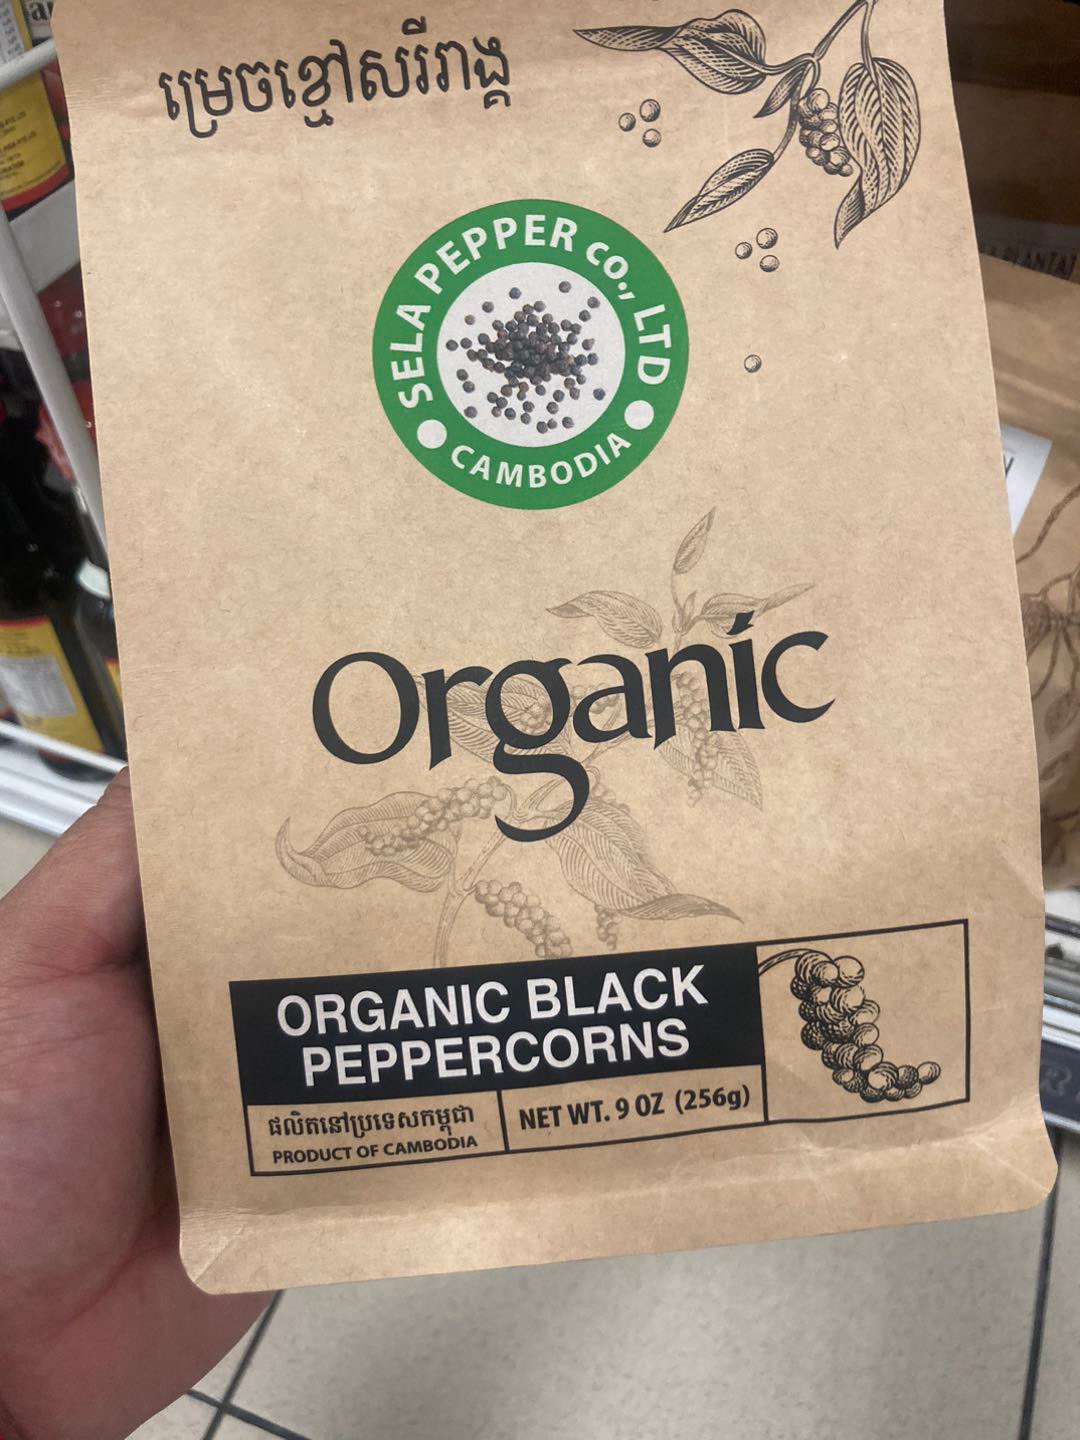 ម្រេចខ្មៅសរីរាង្គ
SELA PEPPER CO., LTD
CAMBODIA
Organic
ORGANIC BLACK
PEPPERCORNS
ផលិតនៅប្រទេសកម្ពុជា
PRODUCT OF CAMBODIA
NET WT. 9 OZ (256g)